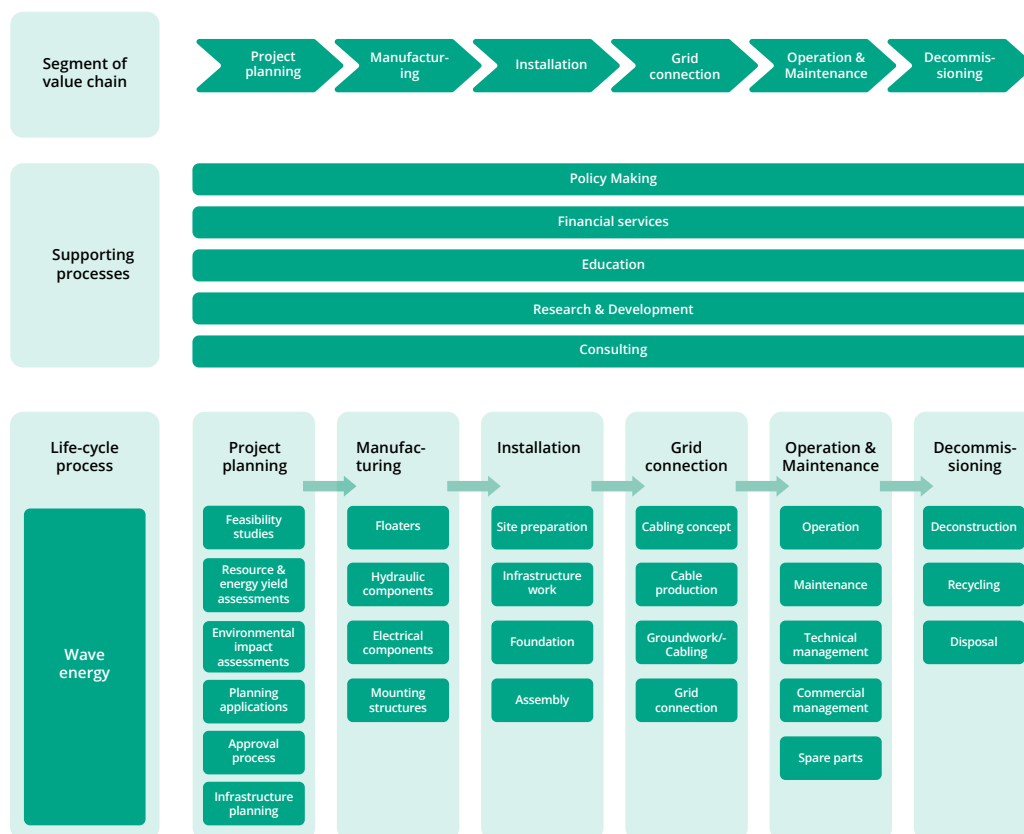 Segment of
value chain
Project
planning
Manufactur-
ing
Installation
Grid
connection
Operation &
Maintenance
Decommis-
sioning
Supporting
processes
Policy Making
Financial services
Education
Research & Development
Consulting
Life-cycle
process
Wave
energy
Project
planning
Feasibility
studies
Resource &
energy yield
assessments
Environmental
impact
assessments
Planning
applications
Approval
process
Infrastructure
planning
Manufac-
turing
Floaters
Hydraulic
components
Electrical
components
Mounting
structures
Installation
Site preparation
Infrastructure
work
Foundation
Assembly
Grid
connection
Cabling concept
Cable
production
Groundwork/-
Cabling
Grid
connection
Operation &
Maintenance
Operation
Maintenance
Technical
management
Commercial
management
Spare parts
Decommis-
sioning
Deconstruction
Recycling
Disposal